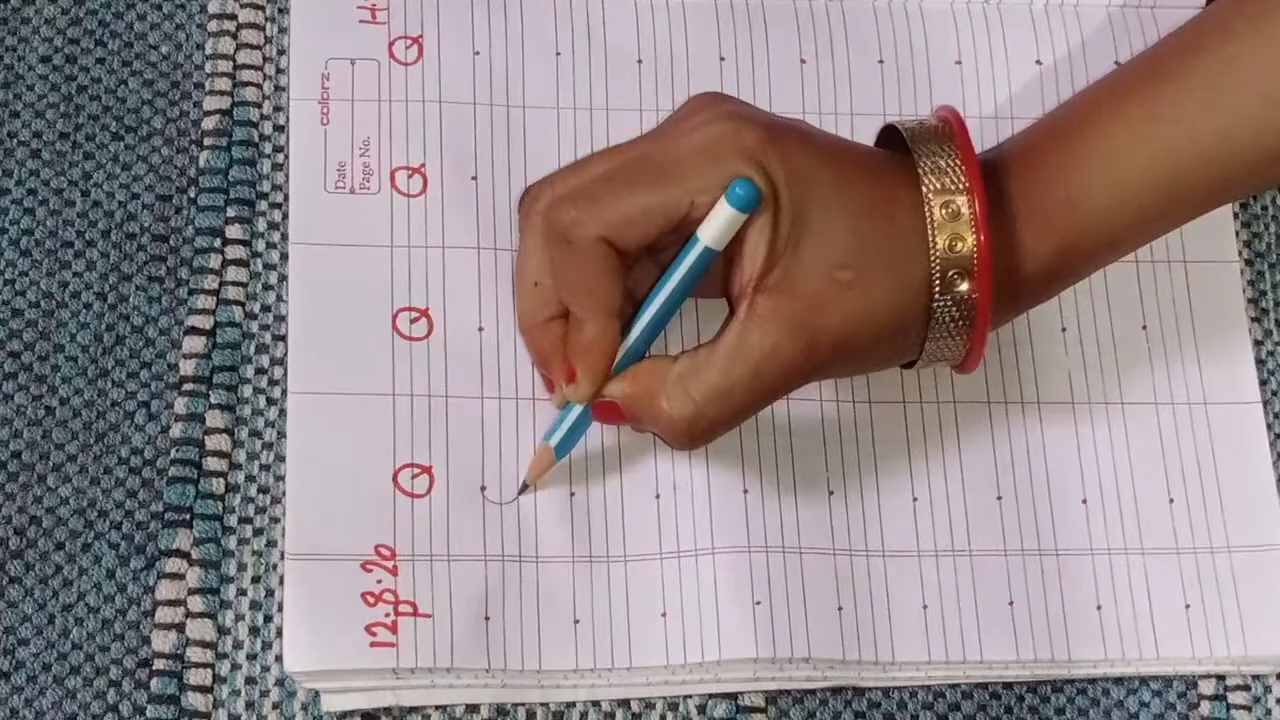 colorz
Date
Page No.
12.8.20 H.
p Q Q Q Q